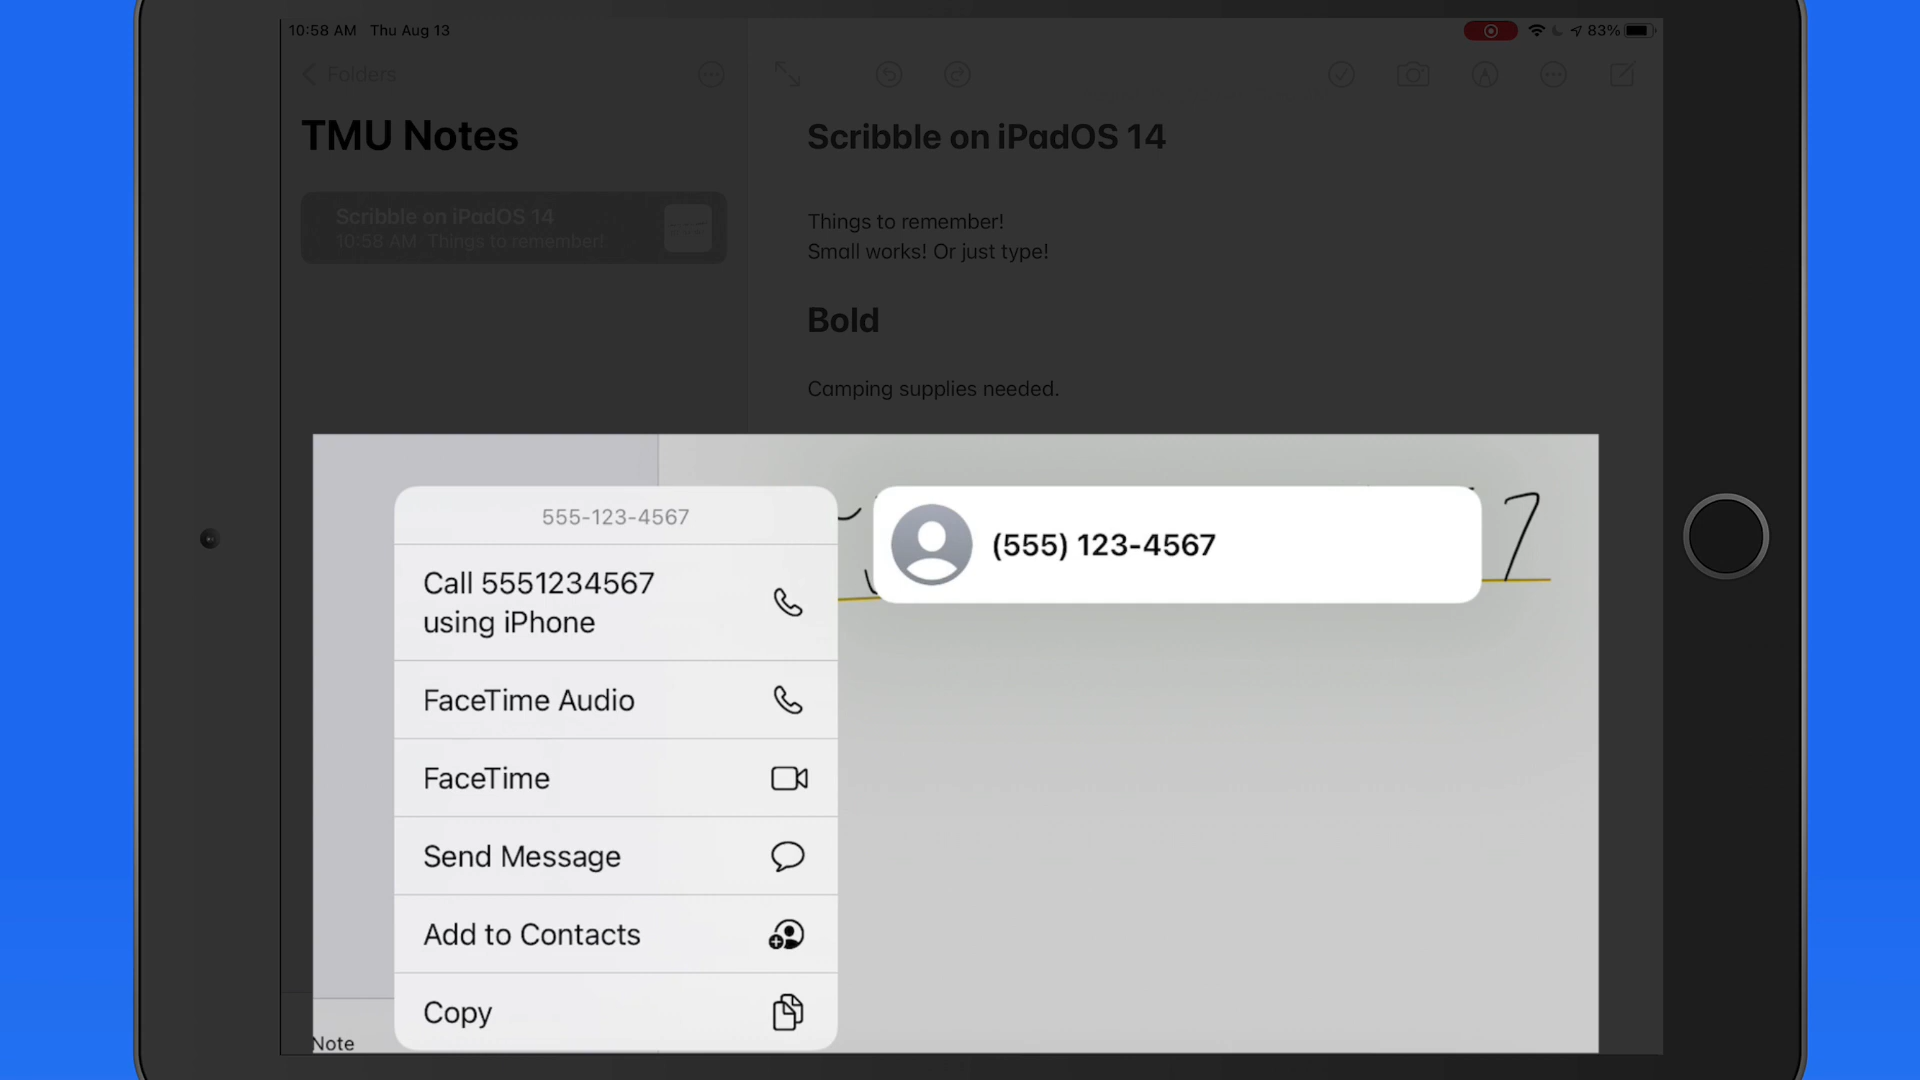 10:58 AM Thu Aug 13
83%
Folders
TMU Notes
Scribble on iPadOS 14
10:58 AM Things to remember!
Scribble on iPadOS 14
Things to remember!
Small works! Or just type!
Bold
Camping supplies needed.
555-123-4567
Call 5551234567
using iPhone
FaceTime Audio
FaceTime
Send Message
Add to Contacts
Copy
(555) 123-4567
7
Note